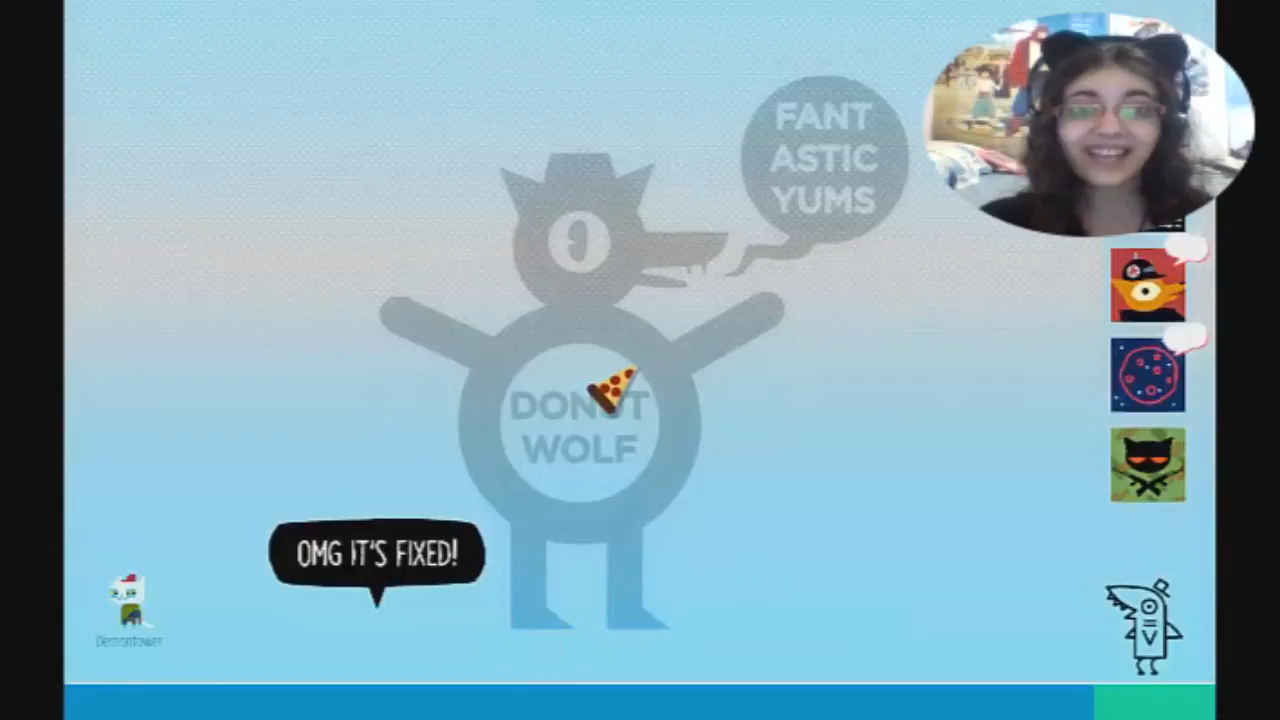 FANT
ASTIC
YUMS
DONUT
WOLF
OMG IT'S FIXED!
Demontower